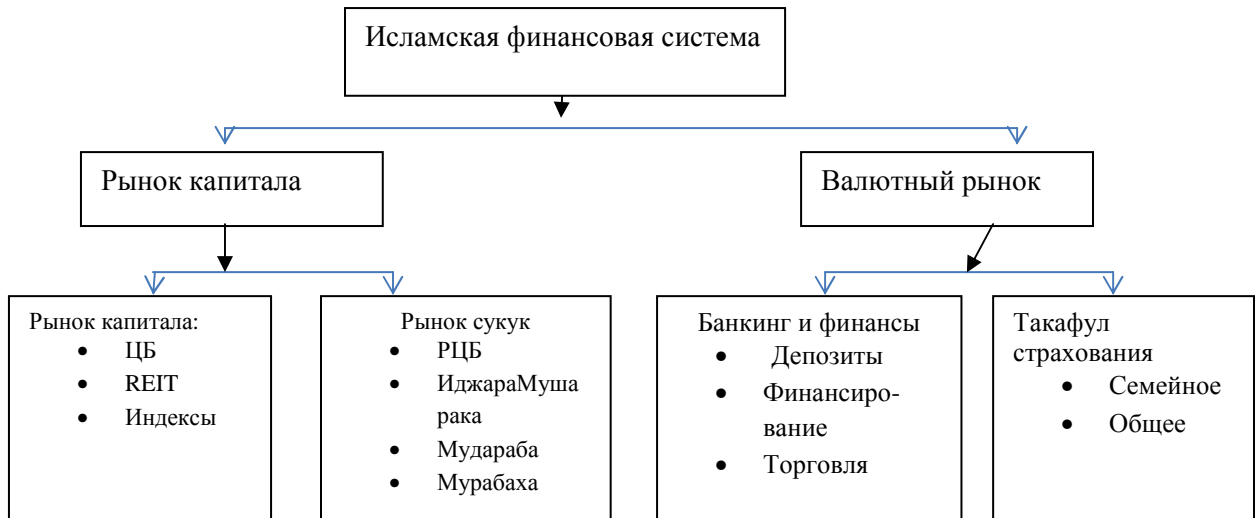 Исламская финансовая система
Рынок капитала
Валютный рынок
Рынок капитала:
• ЦБ
• REIT
• Индексы
Рынок сукук
• РЦБ
• ИджараМуша
рака
• Мудараба
• Мурабаха
Банкинг и финансы
• Депозиты
• Финансиро-
вание
• Торговля
Такафул
страхования
• Семейное
• Общее